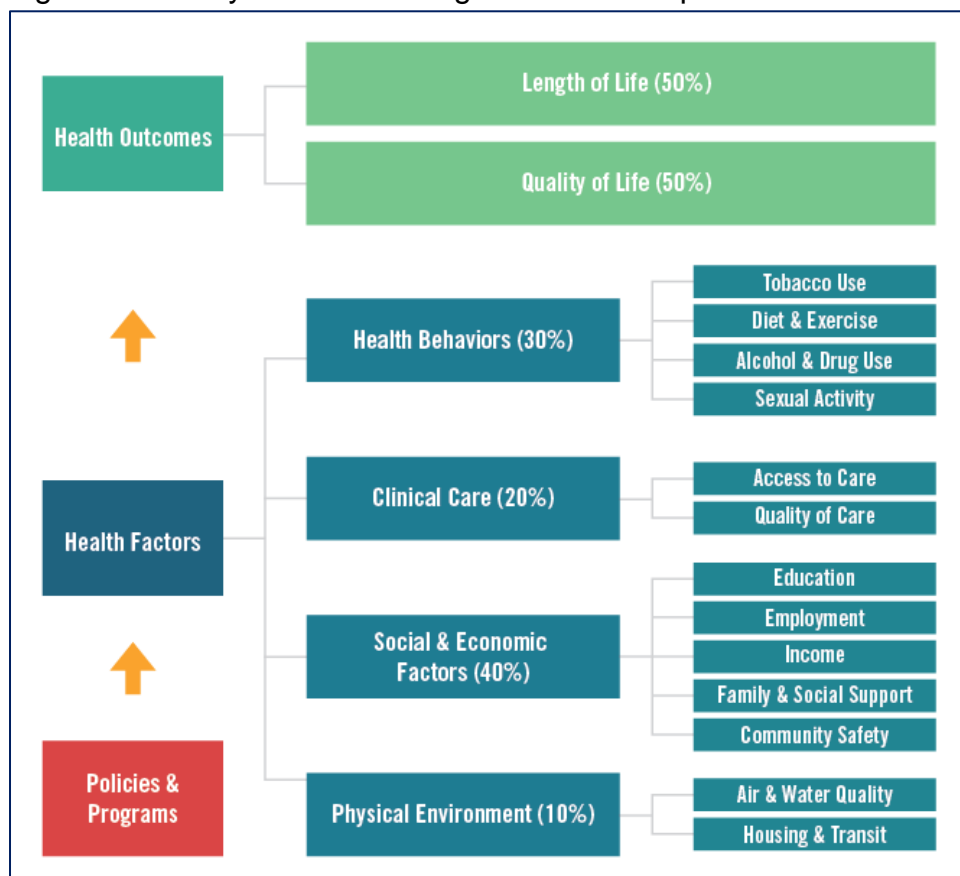 Health Outcomes
Length of Life (50%)
Quality of Life (50%)
Health Factors
Health Behaviors (30%)
Tobacco Use
Diet & Exercise
Alcohol & Drug Use
Sexual Activity
Clinical Care (20%)
Access to Care
Quality of Care
Social & Economic
Factors (40%)
Education
Employment
Income
Family & Social Support
Community Safety
Physical Environment (10%)
Air & Water Quality
Housing & Transit
Policies &
Programs